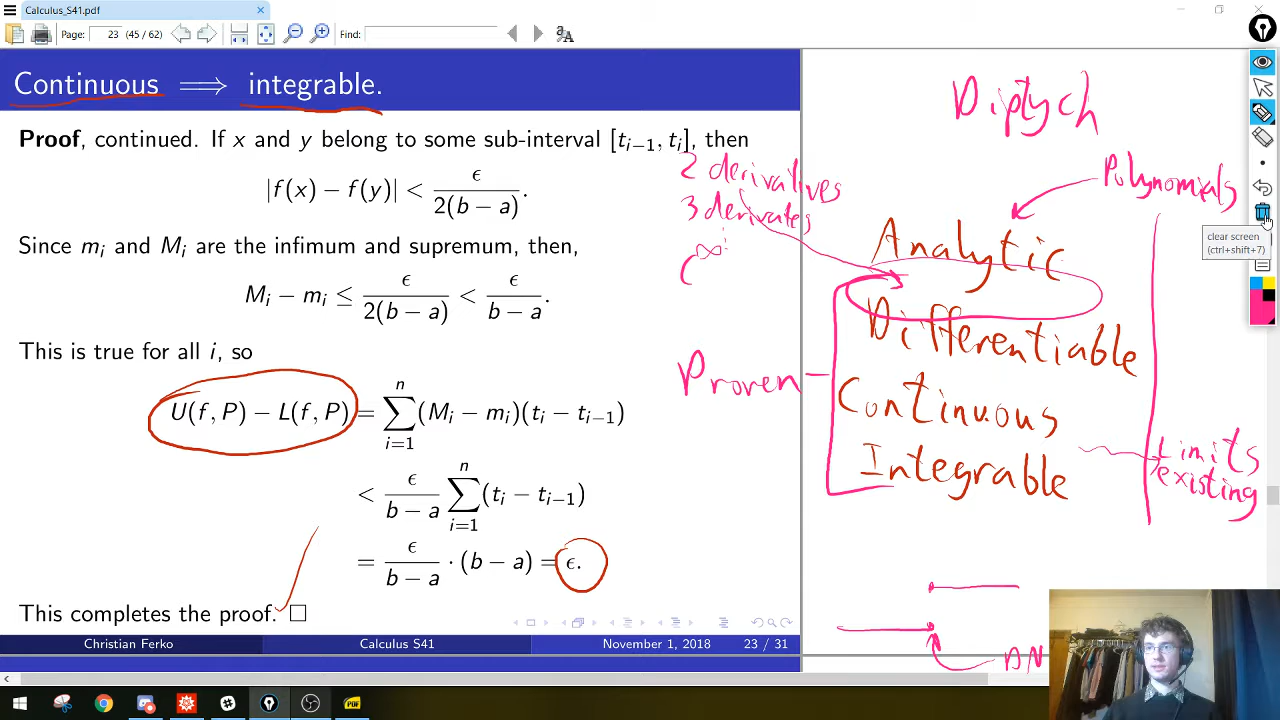 Calculus_S41.pdf
Page: 23 (45 / 62) Find:
Continuous ⟹ integrable.
Proof, continued. If x and y belong to some sub-interval [t_{i−1}, t_i], then
|f(x) − f(y)| < ϵ / 2(b − a).
Since m_i and M_i are the infimum and supremum, then,
M_i − m_i ≤ ϵ / 2(b − a) < ϵ / b − a.
This is true for all i, so
U(f, P) − L(f, P) = ∑_{i=1}^{n} (M_i − m_i)(t_i − t_{i−1})
< ϵ / b − a ∑_{i=1}^{n} (t_i − t_{i−1})
= ϵ / b − a · (b − a) = ϵ.
This completes the proof. □
Christian Ferko Calculus S41 November 1, 2018 23 / 31
Diptych
2 derivatives
3 derivates
C^∞
Polynomials
Analytic
Differentiable
Proven
Continuous
Integrable
Limits
existing
DN
clear screen
(ctrl+shift+7)